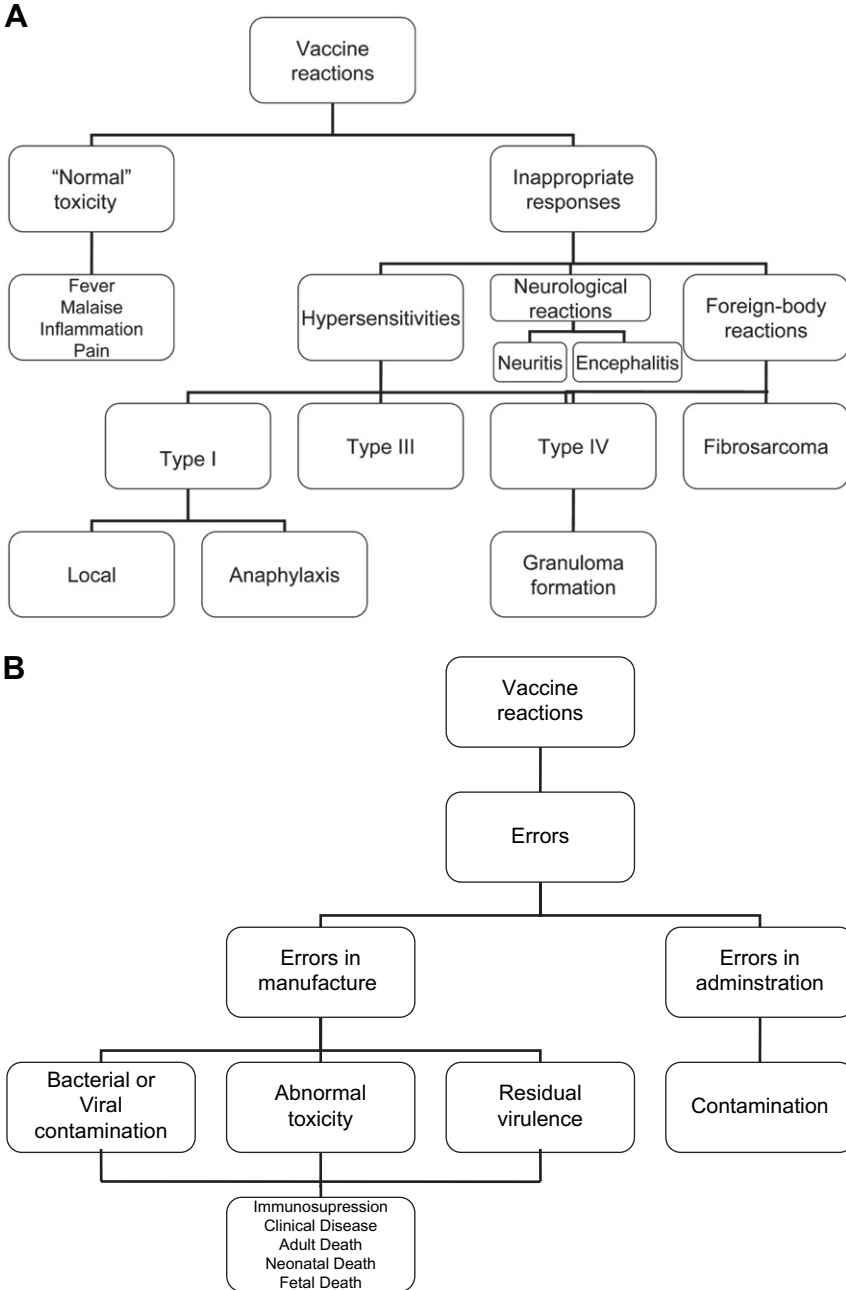 A
Vaccine
reactions
“Normal”
toxicity
Inappropriate
responses
Fever
Malaise
Inflammation
Pain
Hypersensitivities
Neurological
reactions
Foreign-body
reactions
Neuritis
Encephalitis
Type I
Type III
Type IV
Fibrosarcoma
Local
Anaphylaxis
Granuloma
formation
B
Vaccine
reactions
Errors
Errors in
manufacture
Errors in
adminstration
Bacterial or
Viral
contamination
Abnormal
toxicity
Residual
virulence
Contamination
Immunosupression
Clinical Disease
Adult Death
Neonatal Death
Fetal Death